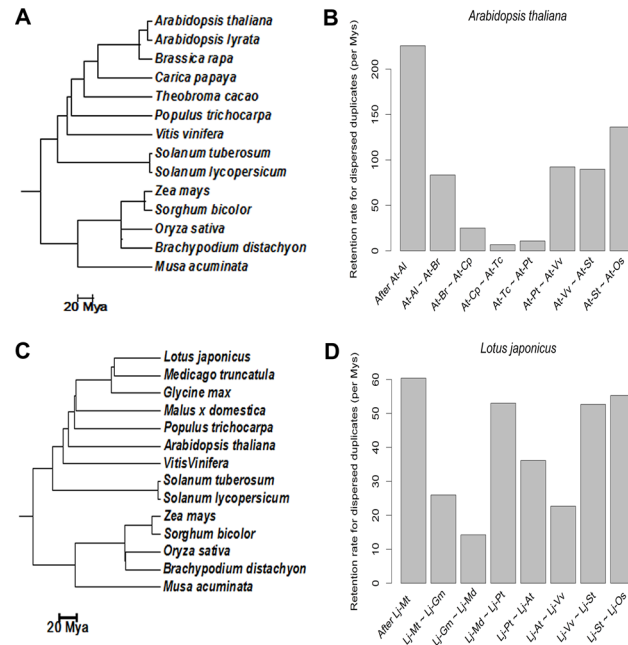 A
Arabidopsis thaliana
Arabidopsis lyrata
Brassica rapa
Carica papaya
Theobroma cacao
Populus trichocarpa
Vitis vinifera
Solanum tuberosum
Solanum lycopersicum
Zea mays
Sorghum bicolor
Oryza sativa
Brachypodium distachyon
Musa acuminata
20 Mya
B
Arabidopsis thaliana
Retention rate for dispersed duplicates (per Mys)
200
150
100
50
0
After At-Al
At-Al ~ At-Br
At-Br ~ At-Cp
At-Cp ~ At-Tc
At-Tc ~ At-Pt
At-Pt ~ At-Vv
At-Vv ~ At-St
At-St ~ At-Os
C
Lotus japonicus
Medicago truncatula
Glycine max
Malus x domestica
Populus trichocarpa
Arabidopsis thaliana
VitisVinifera
Solanum tuberosum
Solanum lycopersicum
Zea mays
Sorghum bicolor
Oryza sativa
Brachypodium distachyon
Musa acuminata
20 Mya
D
Lotus japonicus
Retention rate for dispersed duplicates (per Mys)
60
50
40
30
20
10
0
After Lj-Mt
Lj-Mt ~ Lj-Gm
Lj-Gm ~ Lj-Md
Lj-Md ~ Lj-Pt
Lj-Pt ~ Lj-At
Lj-At ~ Lj-Vv
Lj-Vv ~ Lj-St
Lj-St ~ Lj-Os